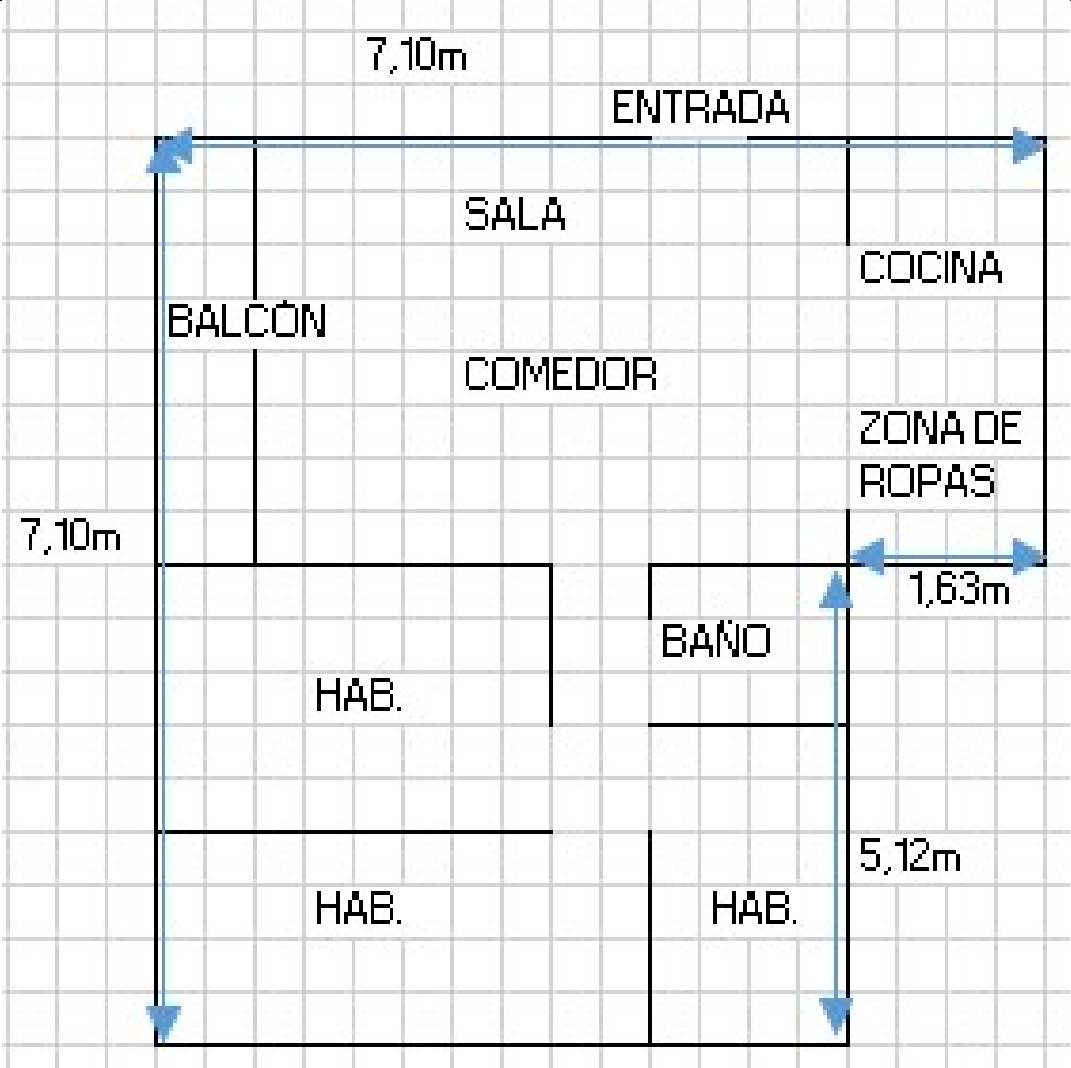 7,10m
ENTRADA
SALA
COCINA
BALCÓN
COMEDOR
ZONA DE
ROPAS
7,10m
1,63m
BAÑO
HAB.
5,12m
HAB.
HAB.